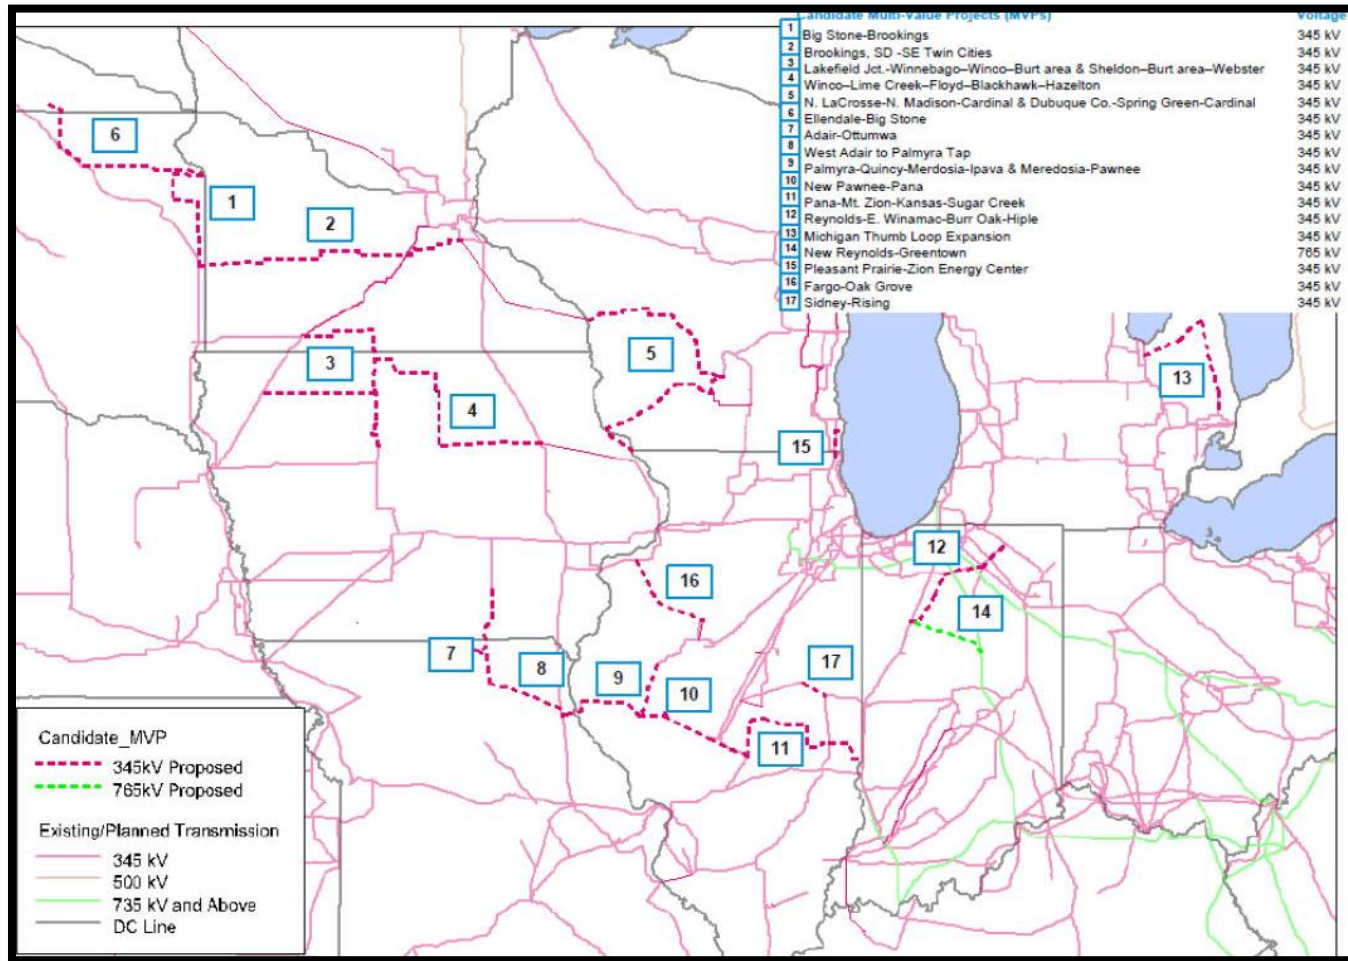 Candidate Multi-Value Projects (MVPs) Voltage
1 Big Stone-Brookings 345 kV
2 Brookings, SD -SE Twin Cities 345 kV
3 Lakefield Jct.-Winnebago–Winco–Burt area & Sheldon–Burt area–Webster 345 kV
4 Winco–Lime Creek–Floyd–Blackhawk–Hazelton 345 kV
5 N. LaCrosse-N. Madison-Cardinal & Dubuque Co.-Spring Green-Cardinal 345 kV
6 Ellendale-Big Stone 345 kV
7 Adair-Ottumwa 345 kV
8 West Adair to Palmyra Tap 345 kV
9 Palmyra-Quincy-Merdosia-Ipava & Meredosia-Pawnee 345 kV
10 New Pawnee-Pana 345 kV
11 Pana-Mt. Zion-Kansas-Sugar Creek 345 kV
12 Reynolds-E. Winamac-Burr Oak-Hiple 345 kV
13 Michigan Thumb Loop Expansion 345 kV
14 New Reynolds-Greentown 765 kV
15 Pleasant Prairie-Zion Energy Center 345 kV
16 Fargo-Oak Grove 345 kV
17 Sidney-Rising 345 kV
6
1
2
3
5
13
4
15
12
16
14
7
8
9
17
10
11
Candidate_MVP
345kV Proposed
765kV Proposed
Existing/Planned Transmission
345 kV
500 kV
735 kV and Above
DC Line